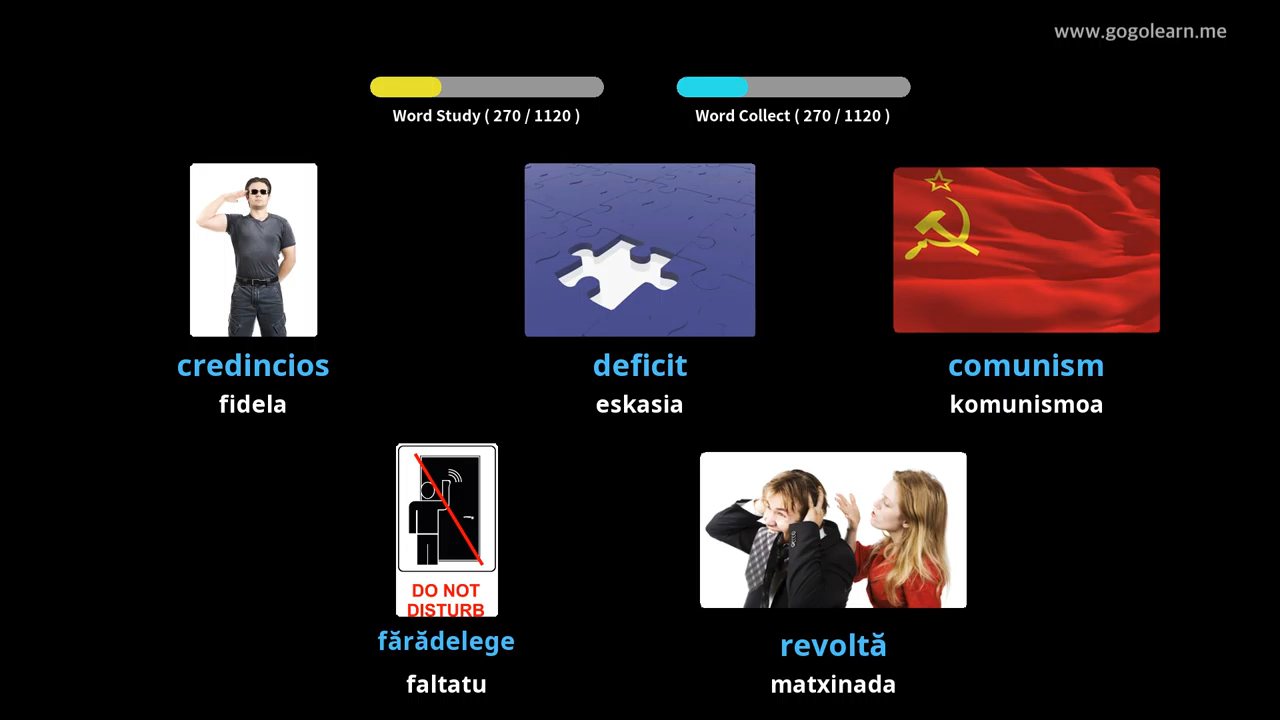 www.gogolearn.me
Word Study ( 270 / 1120 )
Word Collect ( 270 / 1120 )
credincios
fidela
deficit
eskasia
comunism
komunismoa
DO NOT
DISTURB
fărădelege
faltatu
revoltă
matxinada